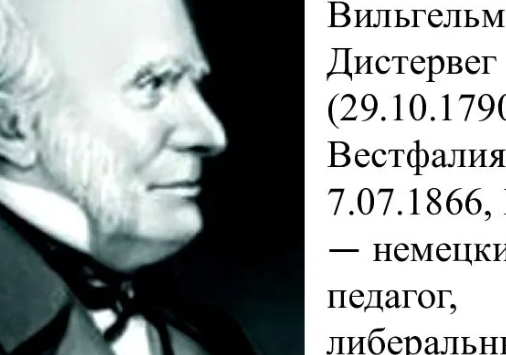 Вильгельм
Дистервег
(29.10.1790
Вестфалия
7.07.1866,
— немецки
педагог,
либеральн